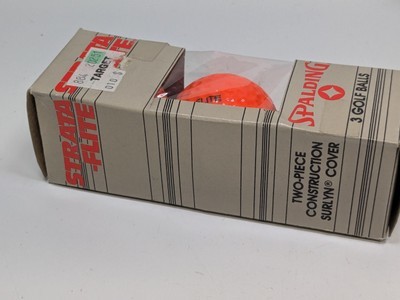 TARGET
STRATA
-FLITE
SPALDING
3 GOLF BALLS
TWO-PIECE
CONSTRUCTION
SURLYN® COVER